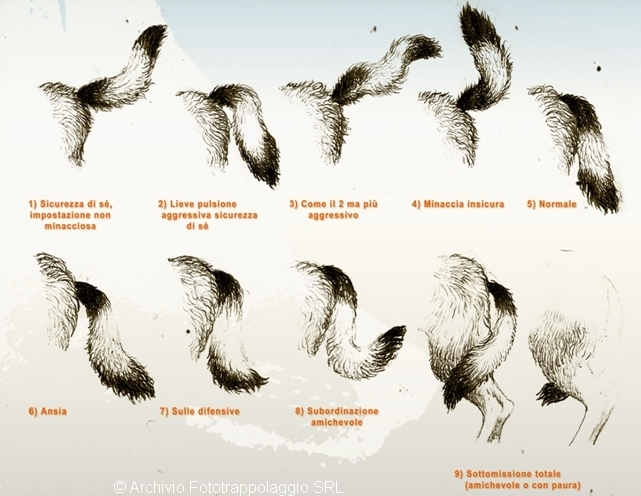 1) Sicurezza di sè,
impostazione non
minacciosa
2) Lieve pulsione
aggressiva sicurezza
di sè
3) Come il 2 ma più
aggressivo
4) Minaccia insicura
5) Normale
6) Ansia
7) Sulle difensive
8) Subordinazione
amichevole
9) Sottomissione totale
(amichevole o con paura)
© Archivio Fototrappolaggio SRL